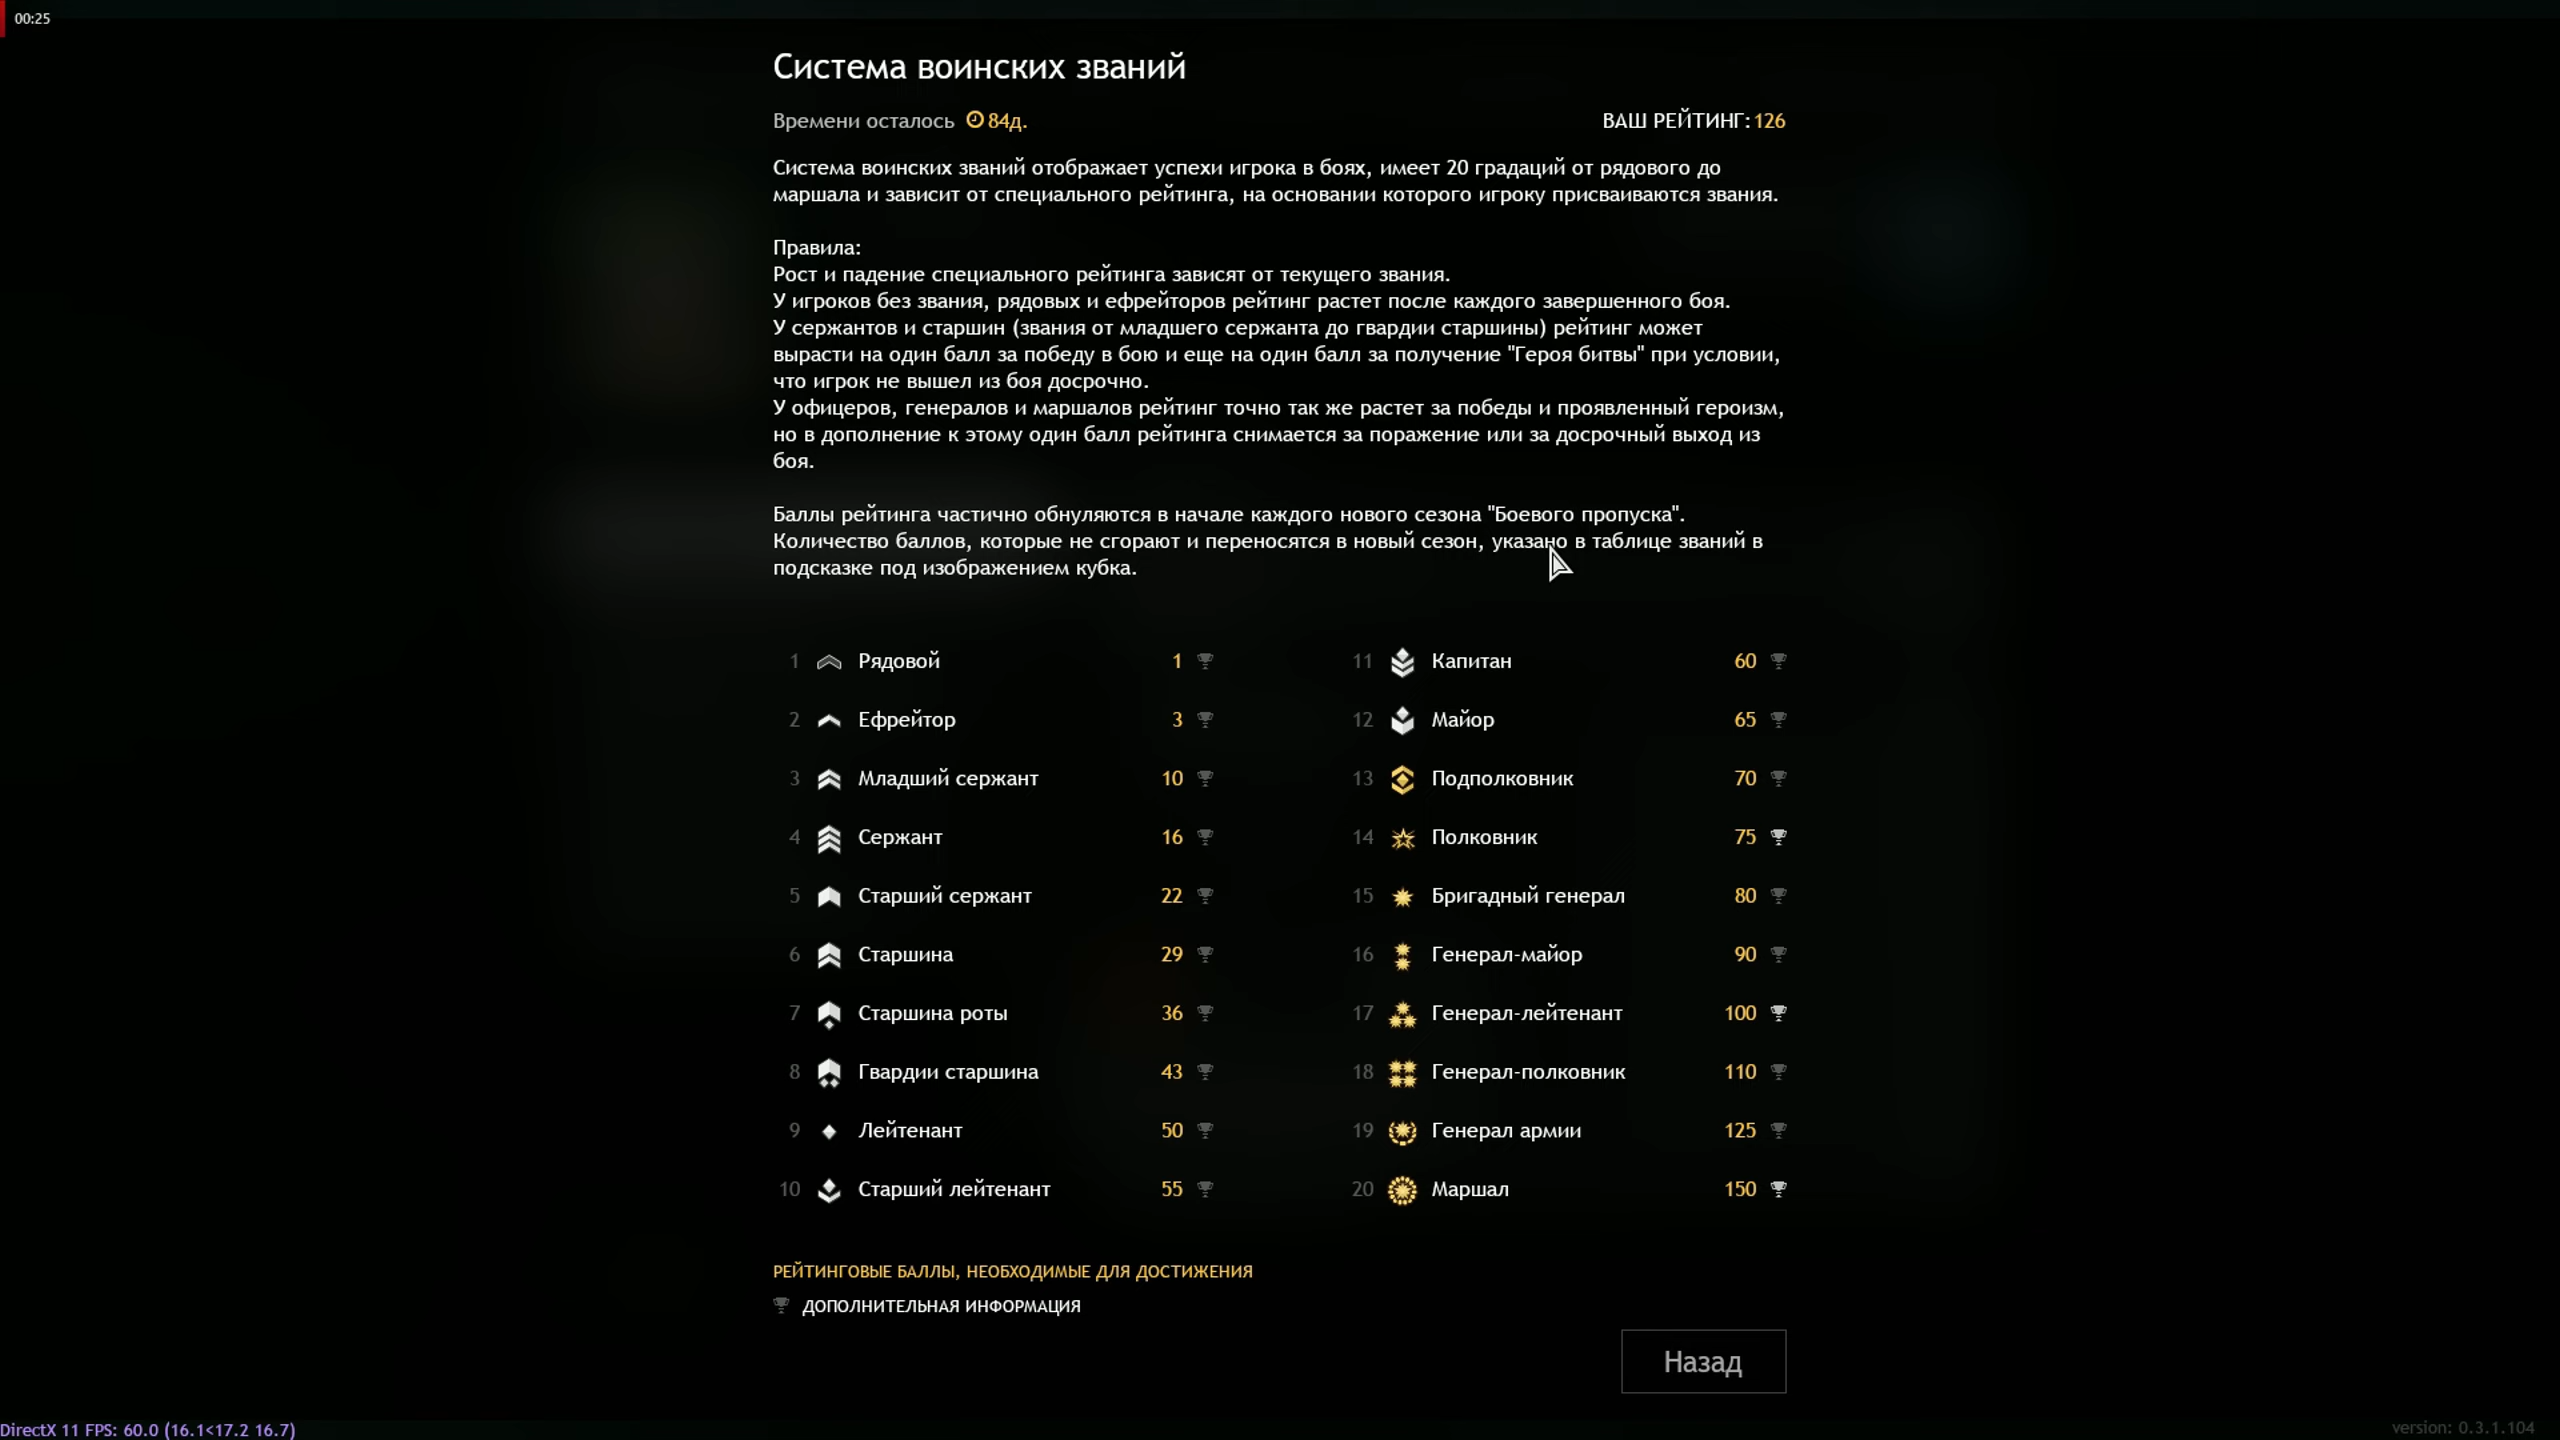 00:25
Система воинских званий
Времени осталось 84д.
ВАШ РЕЙТИНГ: 126
Система воинских званий отображает успехи игрока в боях, имеет 20 градаций от рядового до
маршала и зависит от специального рейтинга, на основании которого игроку присваиваются звания.
Правила:
Рост и падение специального рейтинга зависят от текущего звания.
У игроков без звания, рядовых и ефрейторов рейтинг растет после каждого завершенного боя.
У сержантов и старшин (звания от младшего сержанта до гвардии старшины) рейтинг может
вырасти на один балл за победу в бою и еще на один балл за получение "Героя битвы" при условии,
что игрок не вышел из боя досрочно.
У офицеров, генералов и маршалов рейтинг точно так же растет за победы и проявленный героизм,
но в дополнение к этому один балл рейтинга снимается за поражение или за досрочный выход из
боя.
Баллы рейтинга частично обнуляются в начале каждого нового сезона "Боевого пропуска".
Количество баллов, которые не сгорают и переносятся в новый сезон, указано в таблице званий в
подсказке под изображением кубка.
1 Рядовой 1
2 Ефрейтор 3
3 Младший сержант 10
4 Сержант 16
5 Старший сержант 22
6 Старшина 29
7 Старшина роты 36
8 Гвардии старшина 43
9 Лейтенант 50
10 Старший лейтенант 55
11 Капитан 60
12 Майор 65
13 Подполковник 70
14 Полковник 75
15 Бригадный генерал 80
16 Генерал-майор 90
17 Генерал-лейтенант 100
18 Генерал-полковник 110
19 Генерал армии 125
20 Маршал 150
РЕЙТИНГОВЫЕ БАЛЛЫ, НЕОБХОДИМЫЕ ДЛЯ ДОСТИЖЕНИЯ
ДОПОЛНИТЕЛЬНАЯ ИНФОРМАЦИЯ
Назад
DirectX 11 FPS: 60.0 (16.1<17.2 16.7)
version: 0.3.1.104